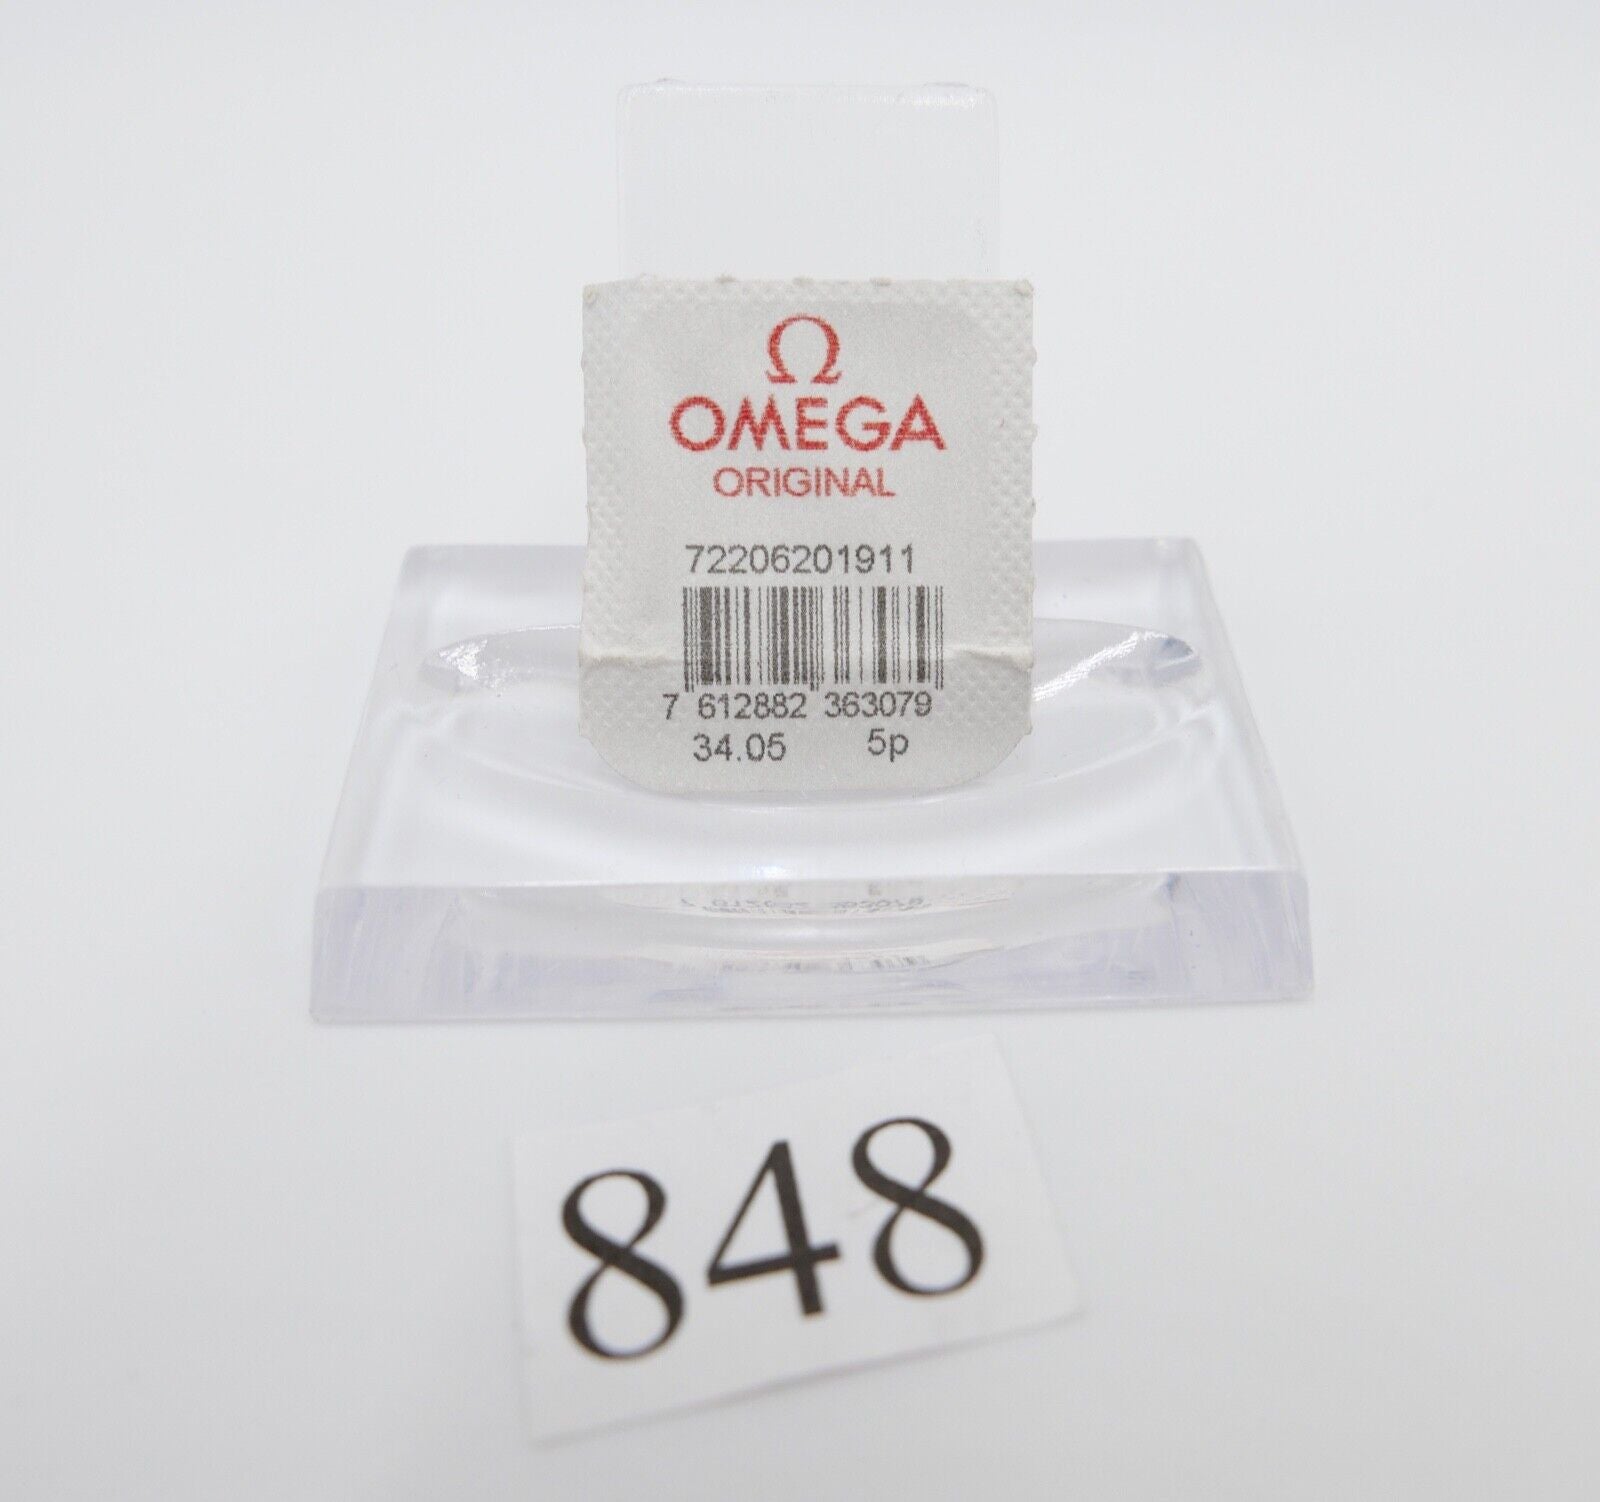 Ω
OMEGA
ORIGINAL
72206201911
7 612882 363079
34.05 5p
848